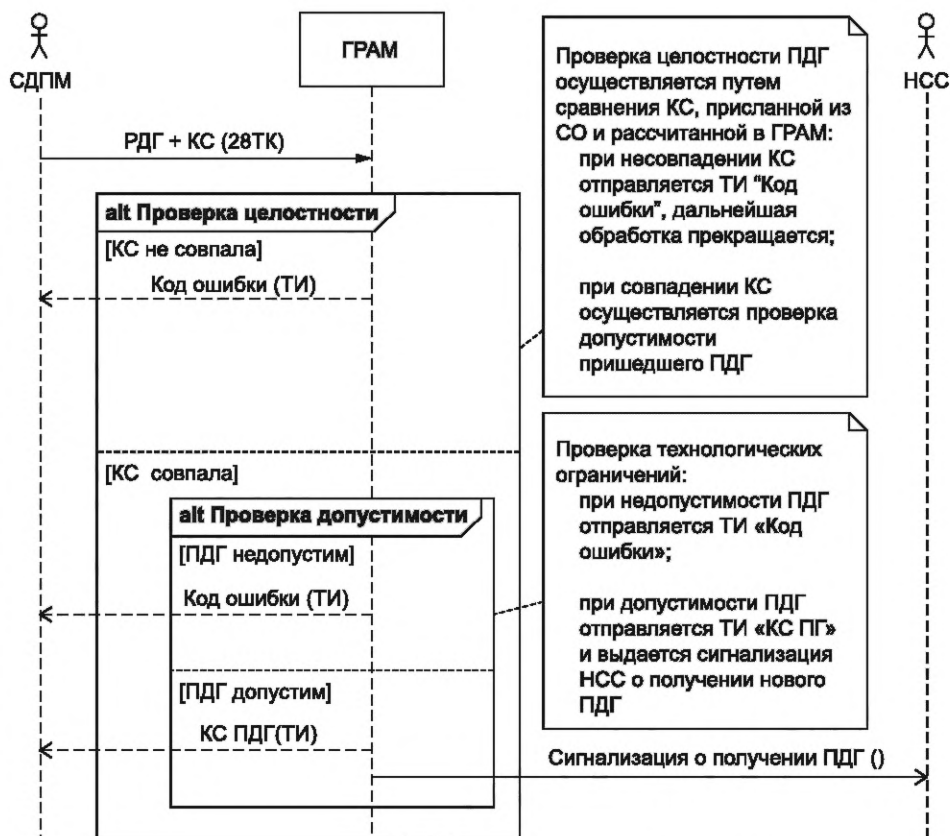 СДПМ
ГРАМ
НСС
Проверка целостности ПДГ
осуществляется путем
сравнения КС, присланной из
СО и рассчитанной в ГРАМ:
при несовпадении КС
отправляется ТИ “Код
ошибки”, дальнейшая
обработка прекращается;
при совпадении КС
осуществляется проверка
допустимости
пришедшего ПДГ
РДГ + КС (28ТК)
alt Проверка целостности
[КС не совпала]
Код ошибки (ТИ)
[КС совпала]
Проверка технологических
ограничений:
при недопустимости ПДГ
отправляется ТИ «Код
ошибки»;
при допустимости ПДГ
отправляется ТИ «КС ПГ»
и выдается сигнализация
НСС о получении нового
ПДГ
alt Проверка допустимости
[ПДГ недопустим]
Код ошибки (ТИ)
[ПДГ допустим]
КС ПДГ(ТИ)
Сигнализация о получении ПДГ ()